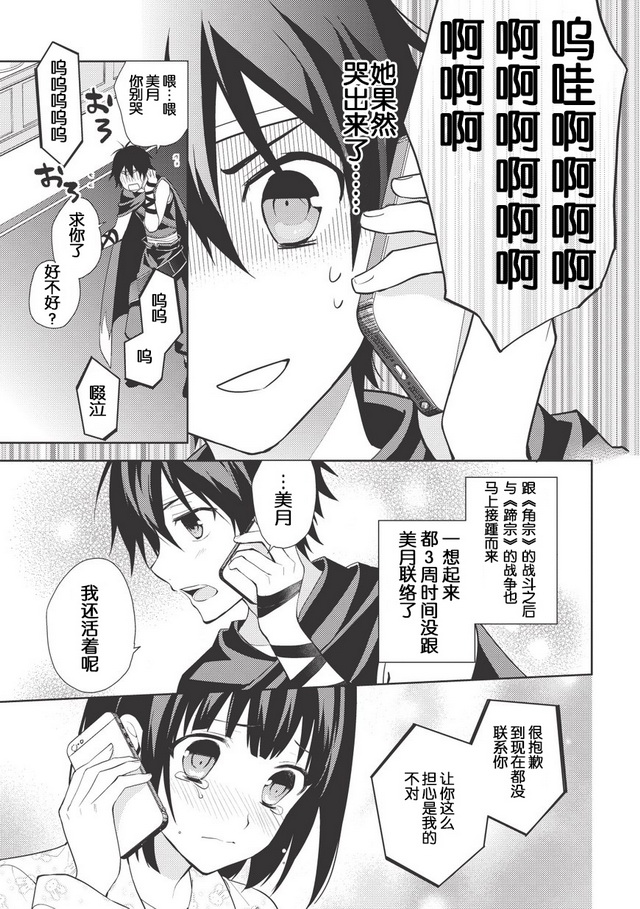 呜哇啊啊啊啊
啊啊啊啊啊啊
啊啊啊
她果然
哭出来了……
喂…喂
美月
你别哭
呜呜呜呜呜
おろ
おろ
求你了
好不好？
呜呜
呜
啜泣
跟《角宗》的战斗之后
与《蹄宗》的战争也
马上接踵而来
一想起来
都3周时间没跟
美月联络了
…美月
我还活着呢
很抱歉
到现在都没
联系你
让你这么
担心是我的
不对